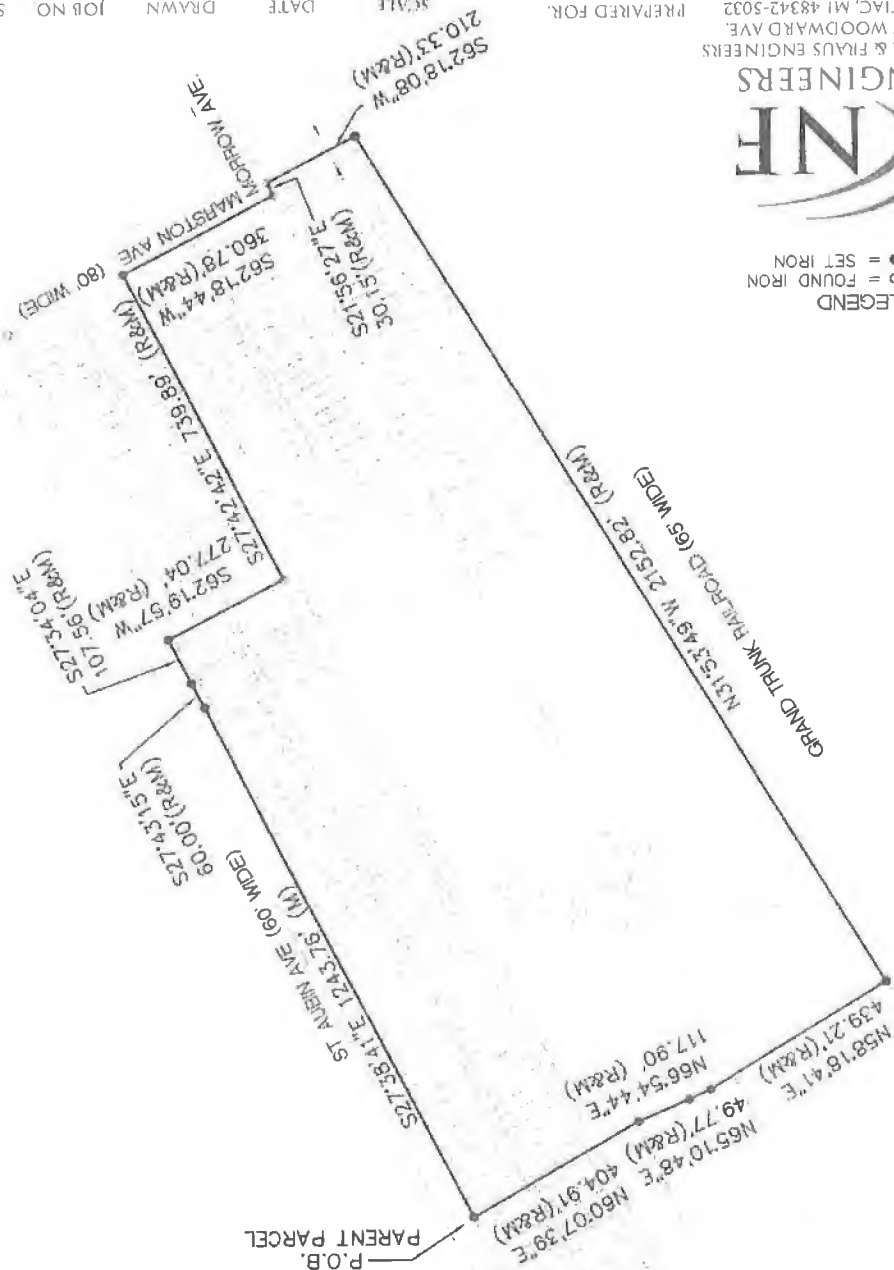 P.O.B.
PARENT PARCEL
N60°07'39"E
404.91'(R&M)
N66°54'44"E
117.90' (R&M)
N65°10'48"E
49.77'(R&M)
N58°18'41"E
439.21'(R&M)
S27°38'41"E 1243.76' (M)
ST AUBIN AVE (60' WIDE)
S27°43'15"E
60.00'(R&M)
S27°34'04"E
107.56'(R&M)
S62°19'57"W
277.04' (R&M)
S27°42'42"E 739.89' (R&M)
N31°53'49"W 2152.82' (R&M)
GRAND TRUNK RAILROAD (65' WIDE)
S62°18'44"W
360.78'(R&M)
MARSTON AVE (80' WIDE)
S21°56'27"E
30.15'(R&M)
MORROW AVE.
S62°18'08"W
210.33'(R&M)
LEGEND
= FOUND IRON
= SET IRON
NF
ENGINEERS
& FRAUS ENGINEERS
WOODWARD AVE.
TIAC, MI 48342-5032
PREPARED FOR:
SCALE
DATE
DRAWN
JOB NO